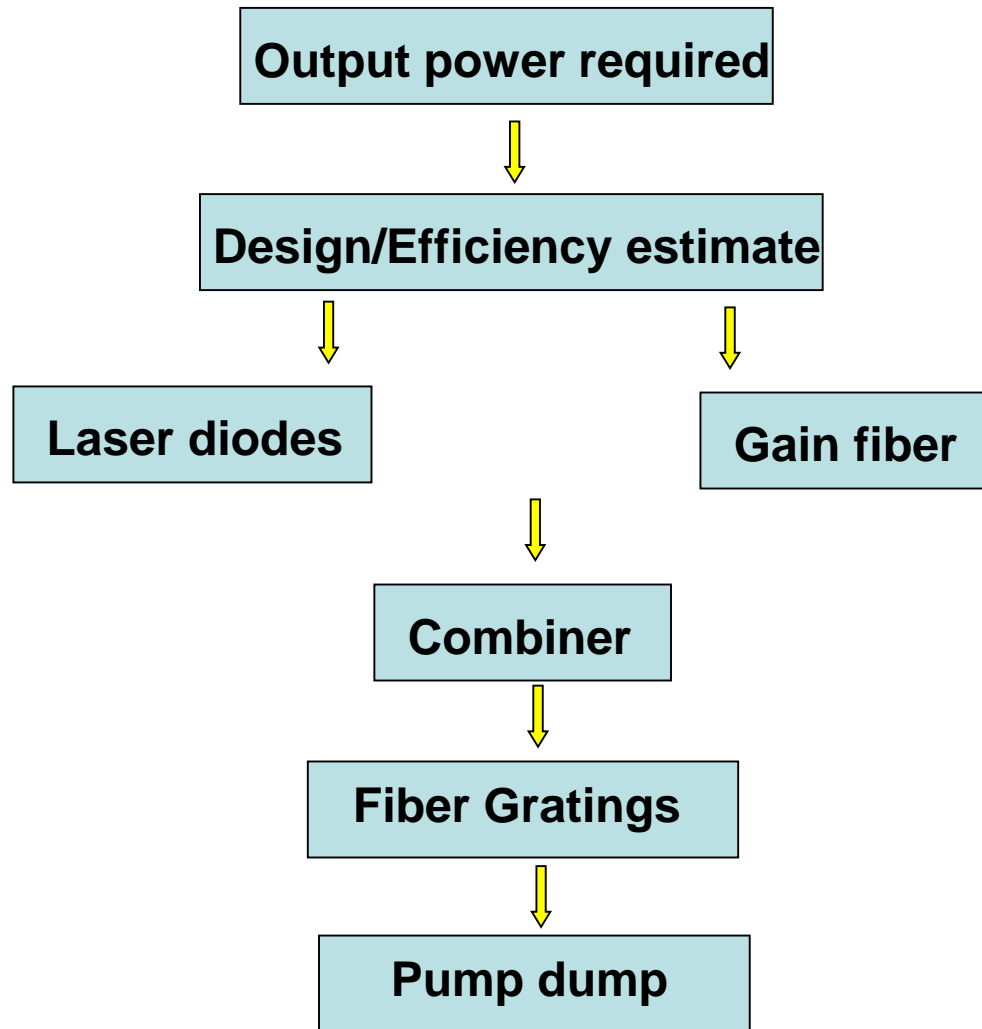 Output power required
Design/Efficiency estimate
Laser diodes
Gain fiber
Combiner
Fiber Gratings
Pump dump